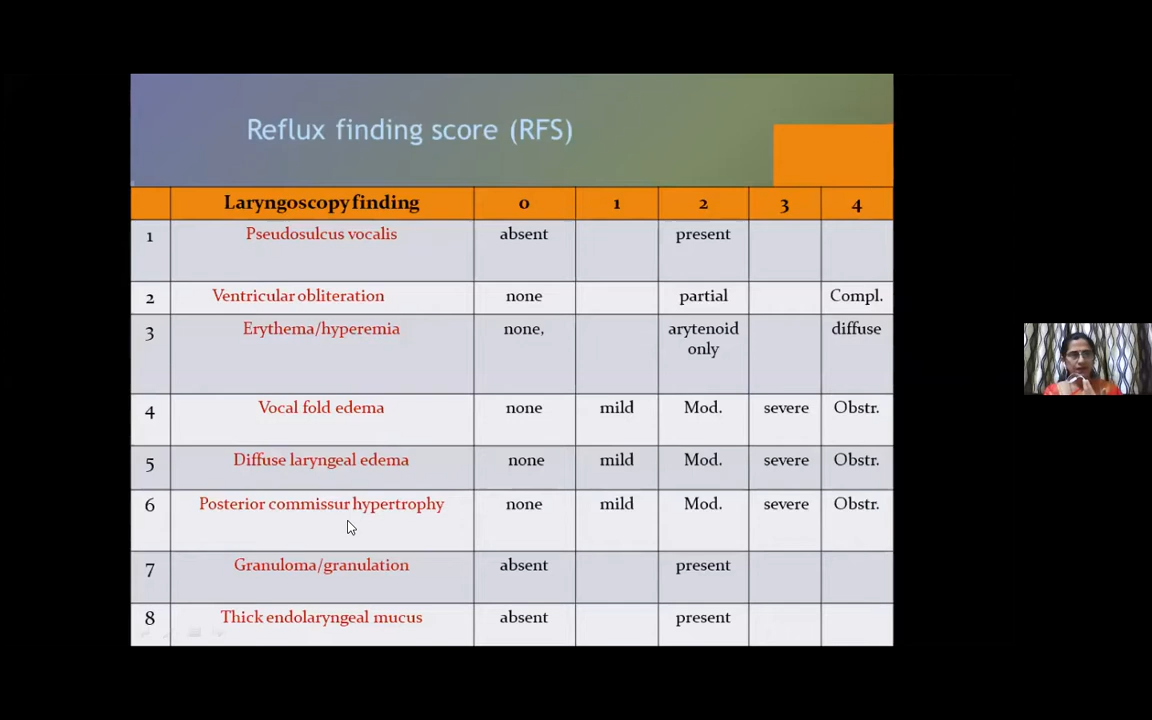 Reflux finding score (RFS)
Laryngoscopy finding 0 1 2 3 4
1 Pseudosulcus vocalis absent present
2 Ventricular obliteration none partial Compl.
3 Erythema/hyperemia none, arytenoid only diffuse
4 Vocal fold edema none mild Mod. severe Obstr.
5 Diffuse laryngeal edema none mild Mod. severe Obstr.
6 Posterior commissur hypertrophy none mild Mod. severe Obstr.
7 Granuloma/granulation absent present
8 Thick endolaryngeal mucus absent present